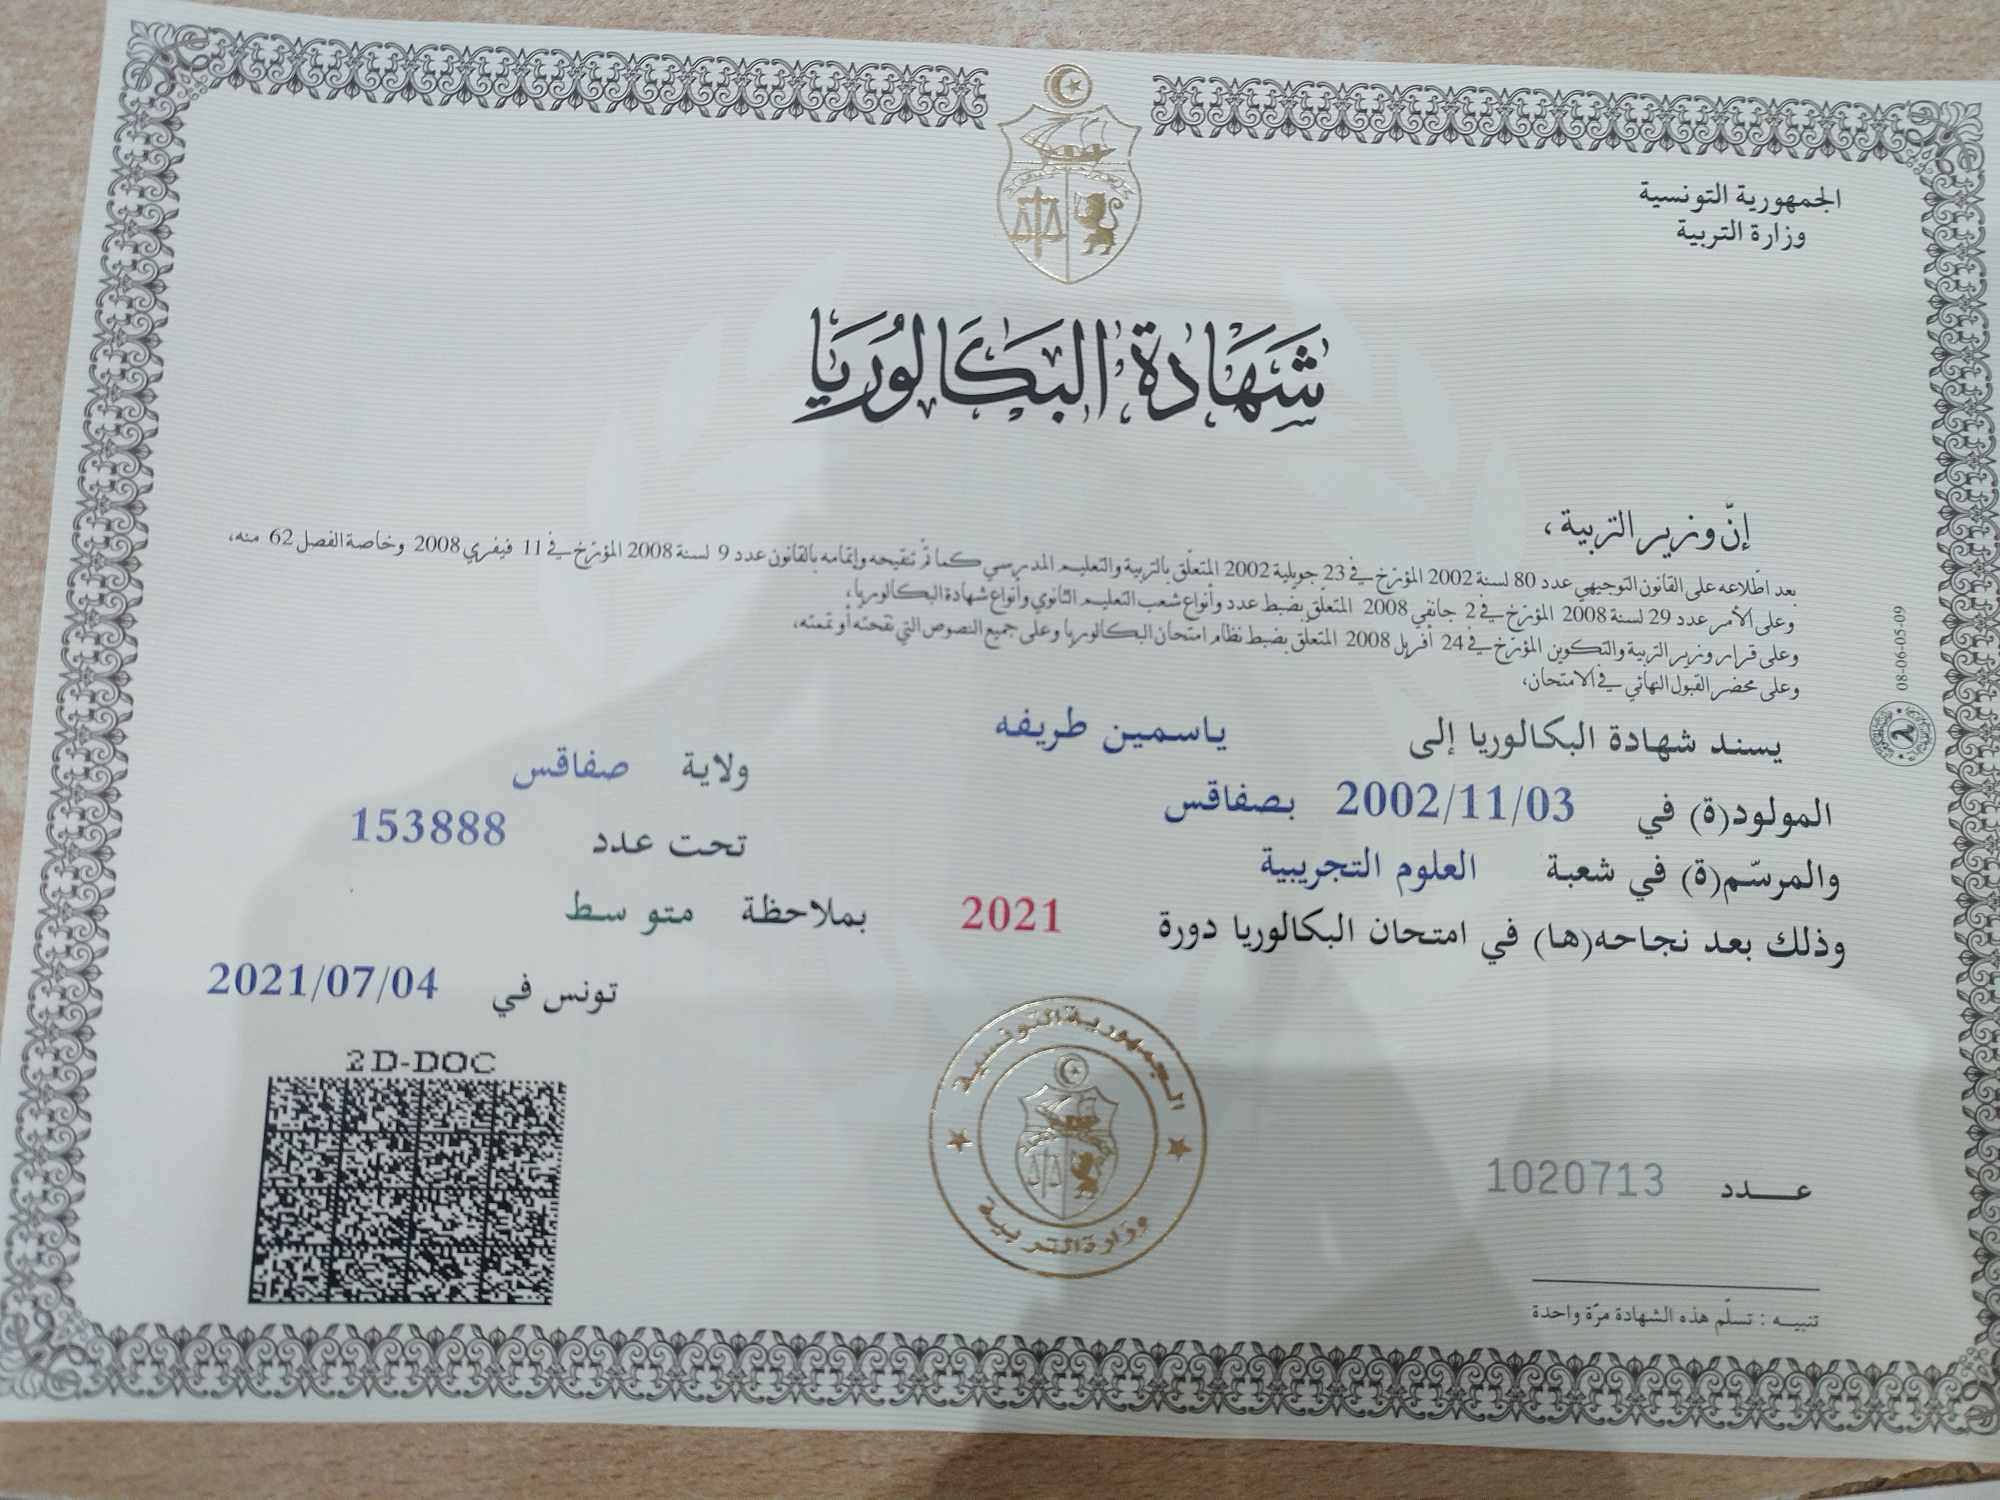 الجمهورية التونسية
وزارة التربية
شَهَادَة البَكَالُورِيَا
إنّ وزير التربية،
بعد اطّلاعه على القانون التوجيهي عدد 80 لسنة 2002 المؤرّخ في 23 جويلية 2002 المتعلّق بالتربية والتعليم المدرسي كما تمّ تنقيحه وإتمامه بالقانون عدد 9 لسنة 2008 المؤرّخ في 11 فيفري 2008 وخاصة الفصل 62 منه،
وعلى الأمر عدد 29 لسنة 2008 المؤرّخ في 2 جانفي 2008 المتعلّق بضبط عدد وأنواع شعب التعليم الثانوي وأنواع شهادة البكالوريا،
وعلى قرار وزير التربية والتكوين المؤرّخ في 24 أفريل 2008 المتعلّق بضبط نظام امتحان البكالوريا وعلى جميع النصوص التي نقحته أو تممته،
وعلى محضر القبول النهائي في الامتحان،
يسند شهادة البكالوريا إلى ياسمين طريفه
المولود(ة) في 2002/11/03 بصفاقس ولاية صفاقس
والمرسّم(ة) في شعبة العلوم التجريبية تحت عدد 153888
وذلك بعد نجاحه(ها) في امتحان البكالوريا دورة 2021 بملاحظة متوسط
تونس في 2021/07/04
2D-DOC
الجمهورية التونسية
وزارة التربية
عدد 1020713
تنبيه : تسلّم هذه الشهادة مرّة واحدة
08-06-05-09